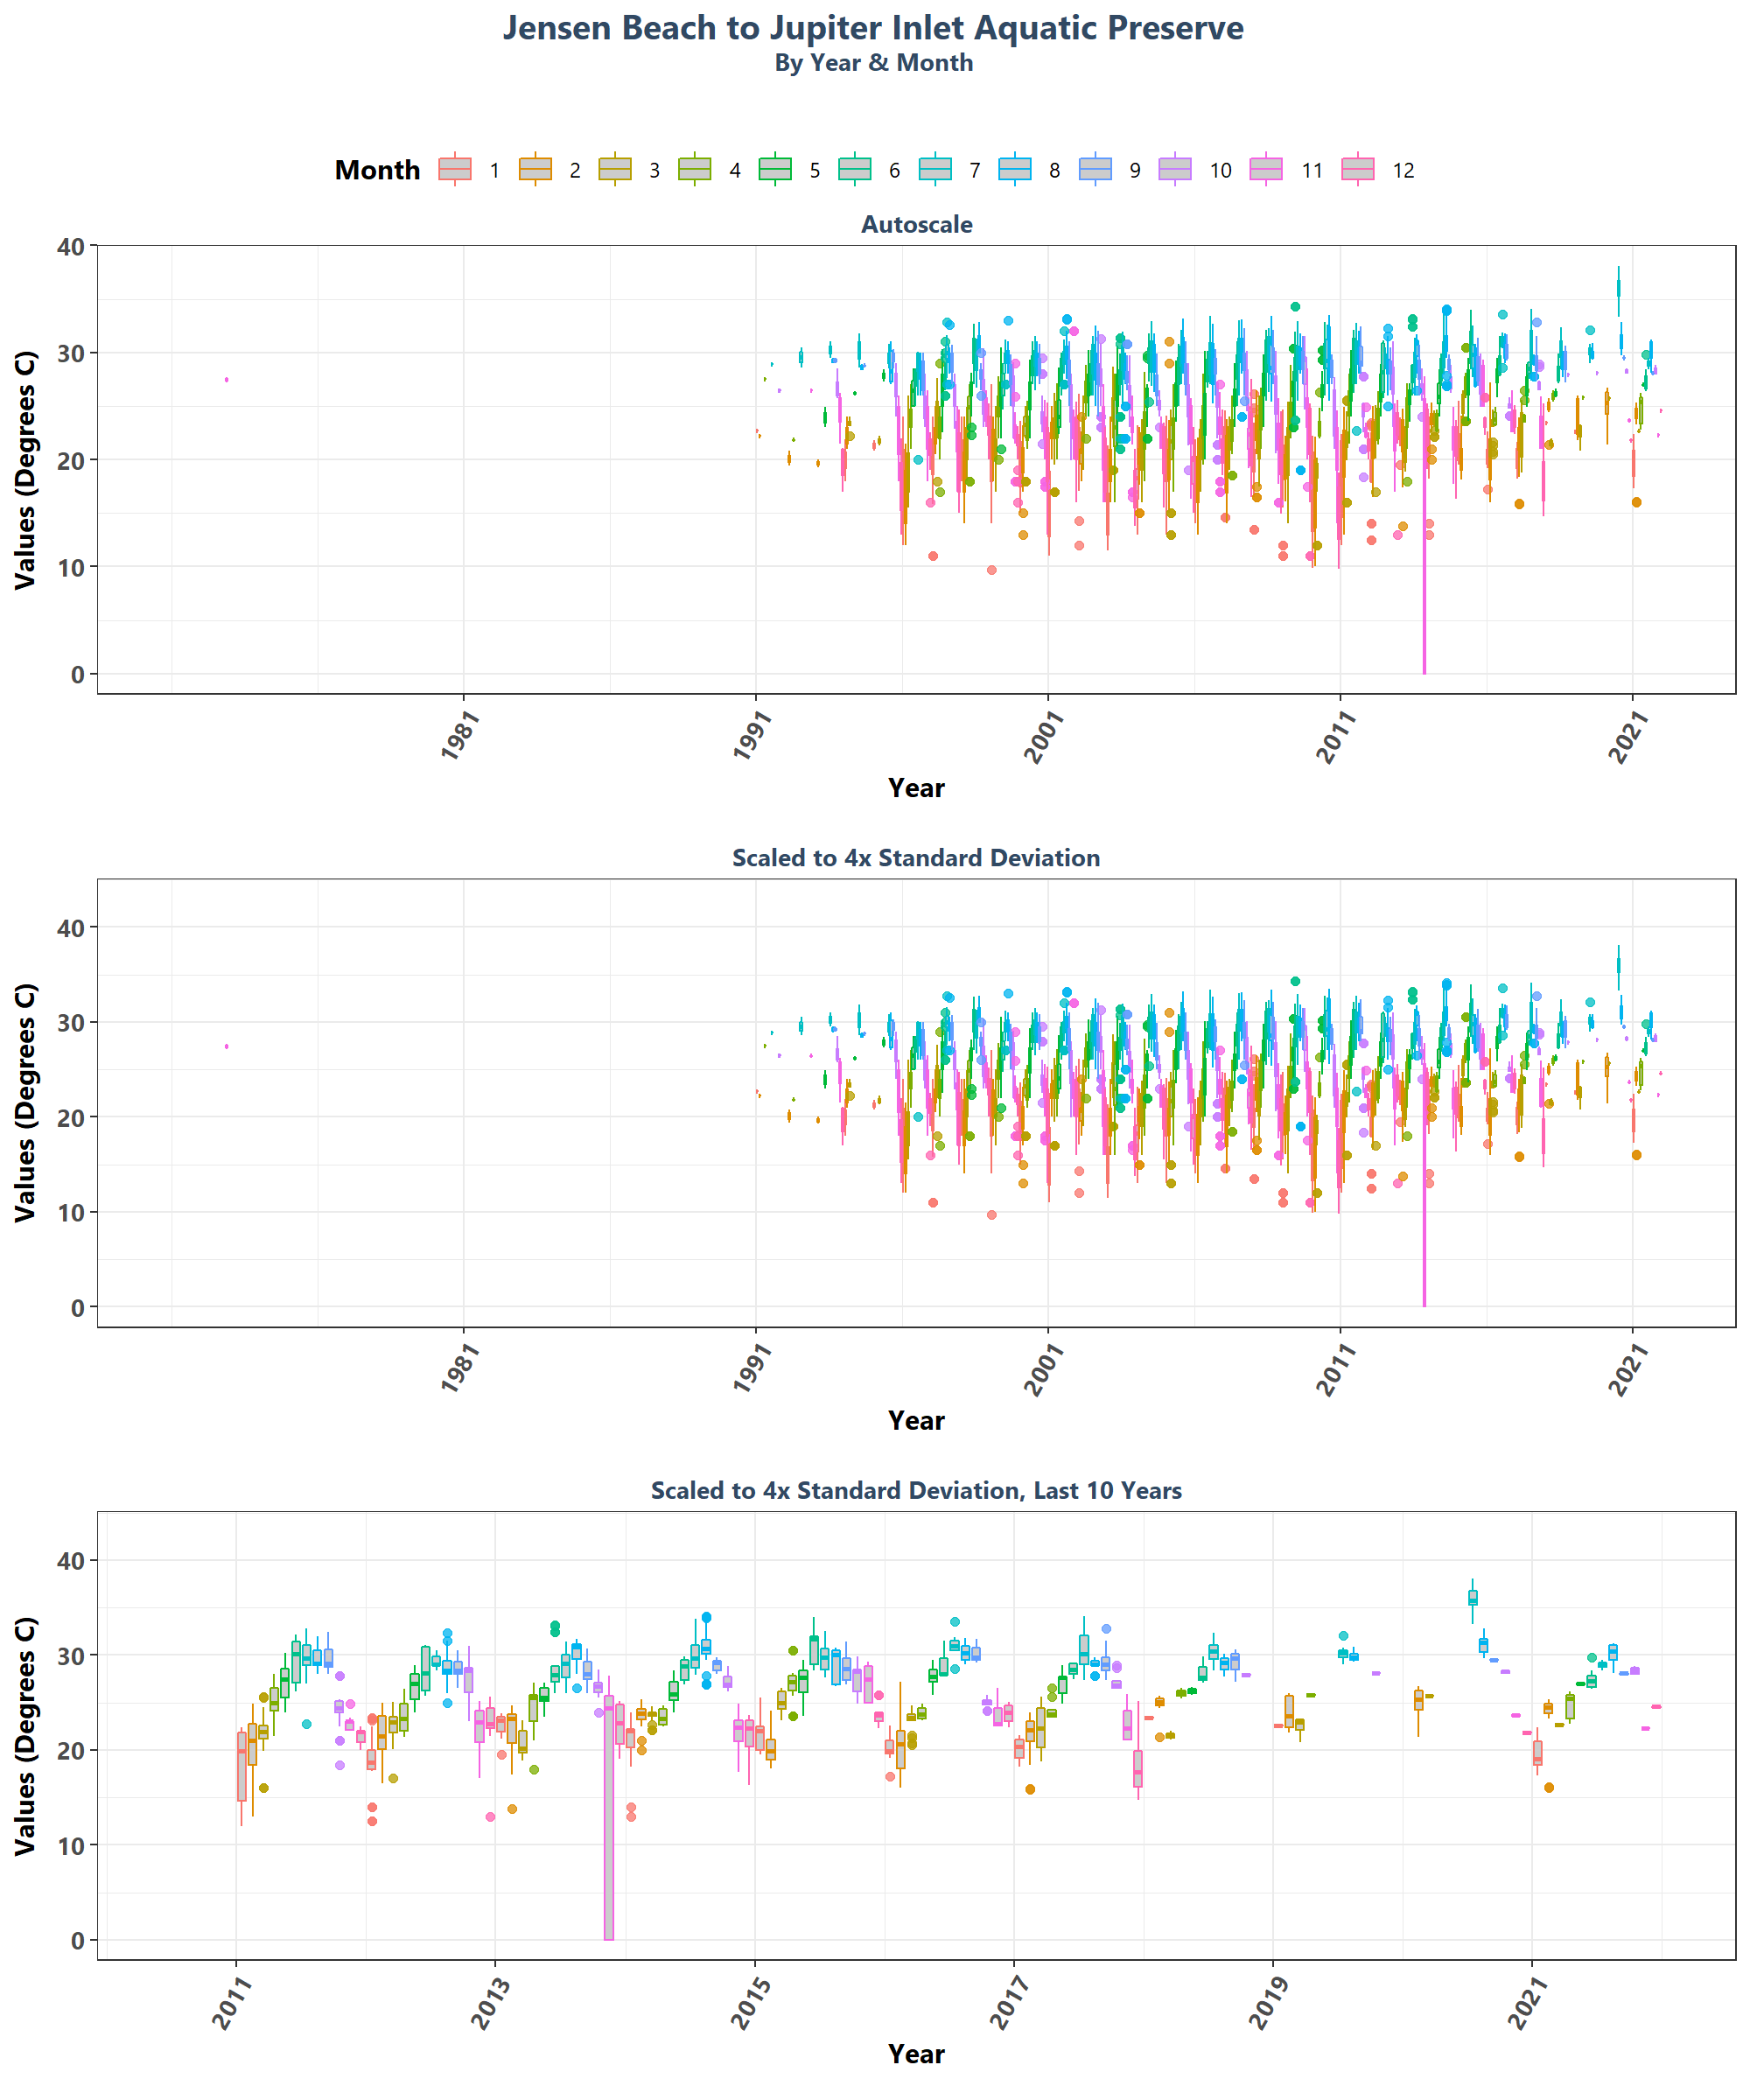 Jensen Beach to Jupiter Inlet Aquatic Preserve
By Year & Month
Month 1 2 3 4 5 6 7 8 9 10 11 12
Autoscale
Values (Degrees C)
40
30
20
10
0
1981 1991 2001 2011 2021
Year
Scaled to 4x Standard Deviation
Values (Degrees C)
40
30
20
10
0
1981 1991 2001 2011 2021
Year
Scaled to 4x Standard Deviation, Last 10 Years
Values (Degrees C)
40
30
20
10
0
2011 2013 2015 2017 2019 2021
Year